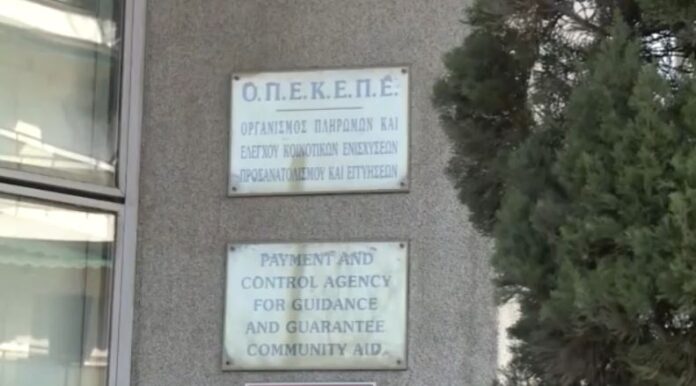 Ο.Π.Ε.Κ.Ε.Π.Ε.
ΟΡΓΑΝΙΣΜΟΣ ΠΛΗΡΩΜΩΝ ΚΑΙ
ΕΛΕΓΧΟΥ ΚΟΙΝΟΤΙΚΩΝ ΕΝΙΣΧΥΣΕΩΝ
ΠΡΟΣΑΝΑΤΟΛΙΣΜΟΥ ΚΑΙ ΕΓΓΥΗΣΕΩΝ
PAYMENT AND
CONTROL AGENCY
FOR GUIDANCE
AND GUARANTEE
COMMUNITY AID